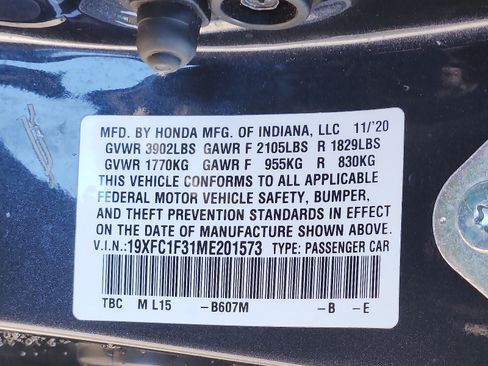 MFD. BY HONDA MFG. OF INDIANA, LLC 11/'20
GVWR 3902LBS GAWR F 2105LBS R 1829LBS
GVWR 1770KG GAWR F 955KG R 830KG
THIS VEHICLE CONFORMS TO ALL APPLICABLE
FEDERAL MOTOR VEHICLE SAFETY, BUMPER,
AND THEFT PREVENTION STANDARDS IN EFFECT
ON THE DATE OF MANUFACTURE SHOWN ABOVE.
V.I.N.:19XFC1F31ME201573 TYPE: PASSENGER CAR
TBC M L15 -B607M -B -E